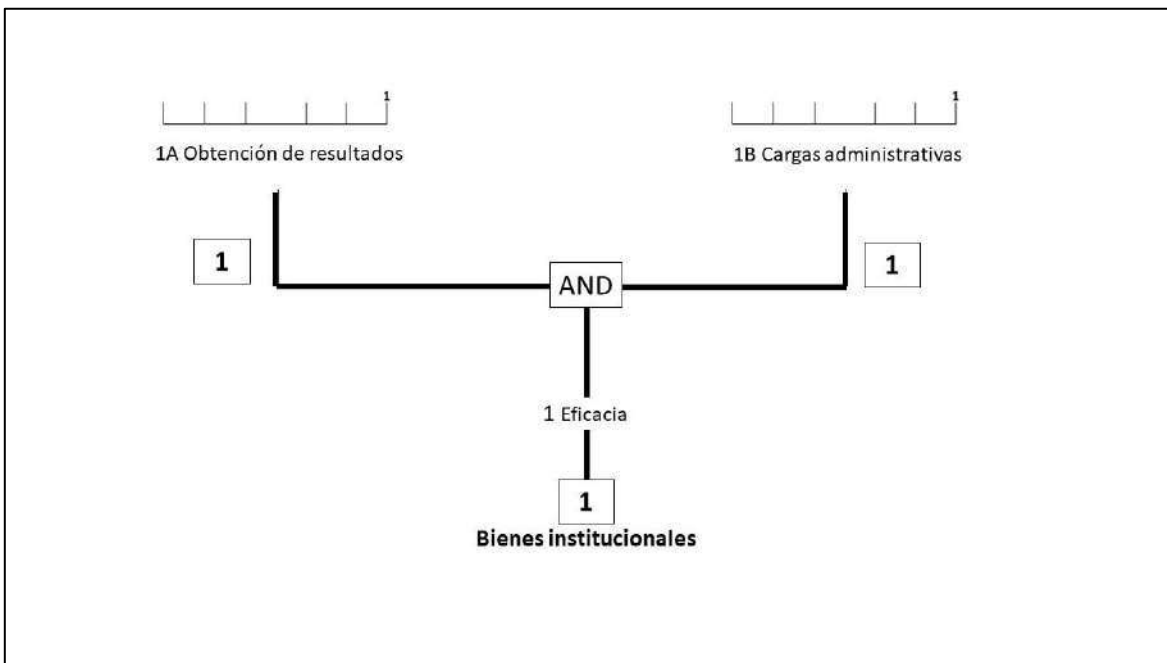 1
1
1A Obtención de resultados
1B Cargas administrativas
1
1
AND
1 Eficacia
1
Bienes institucionales